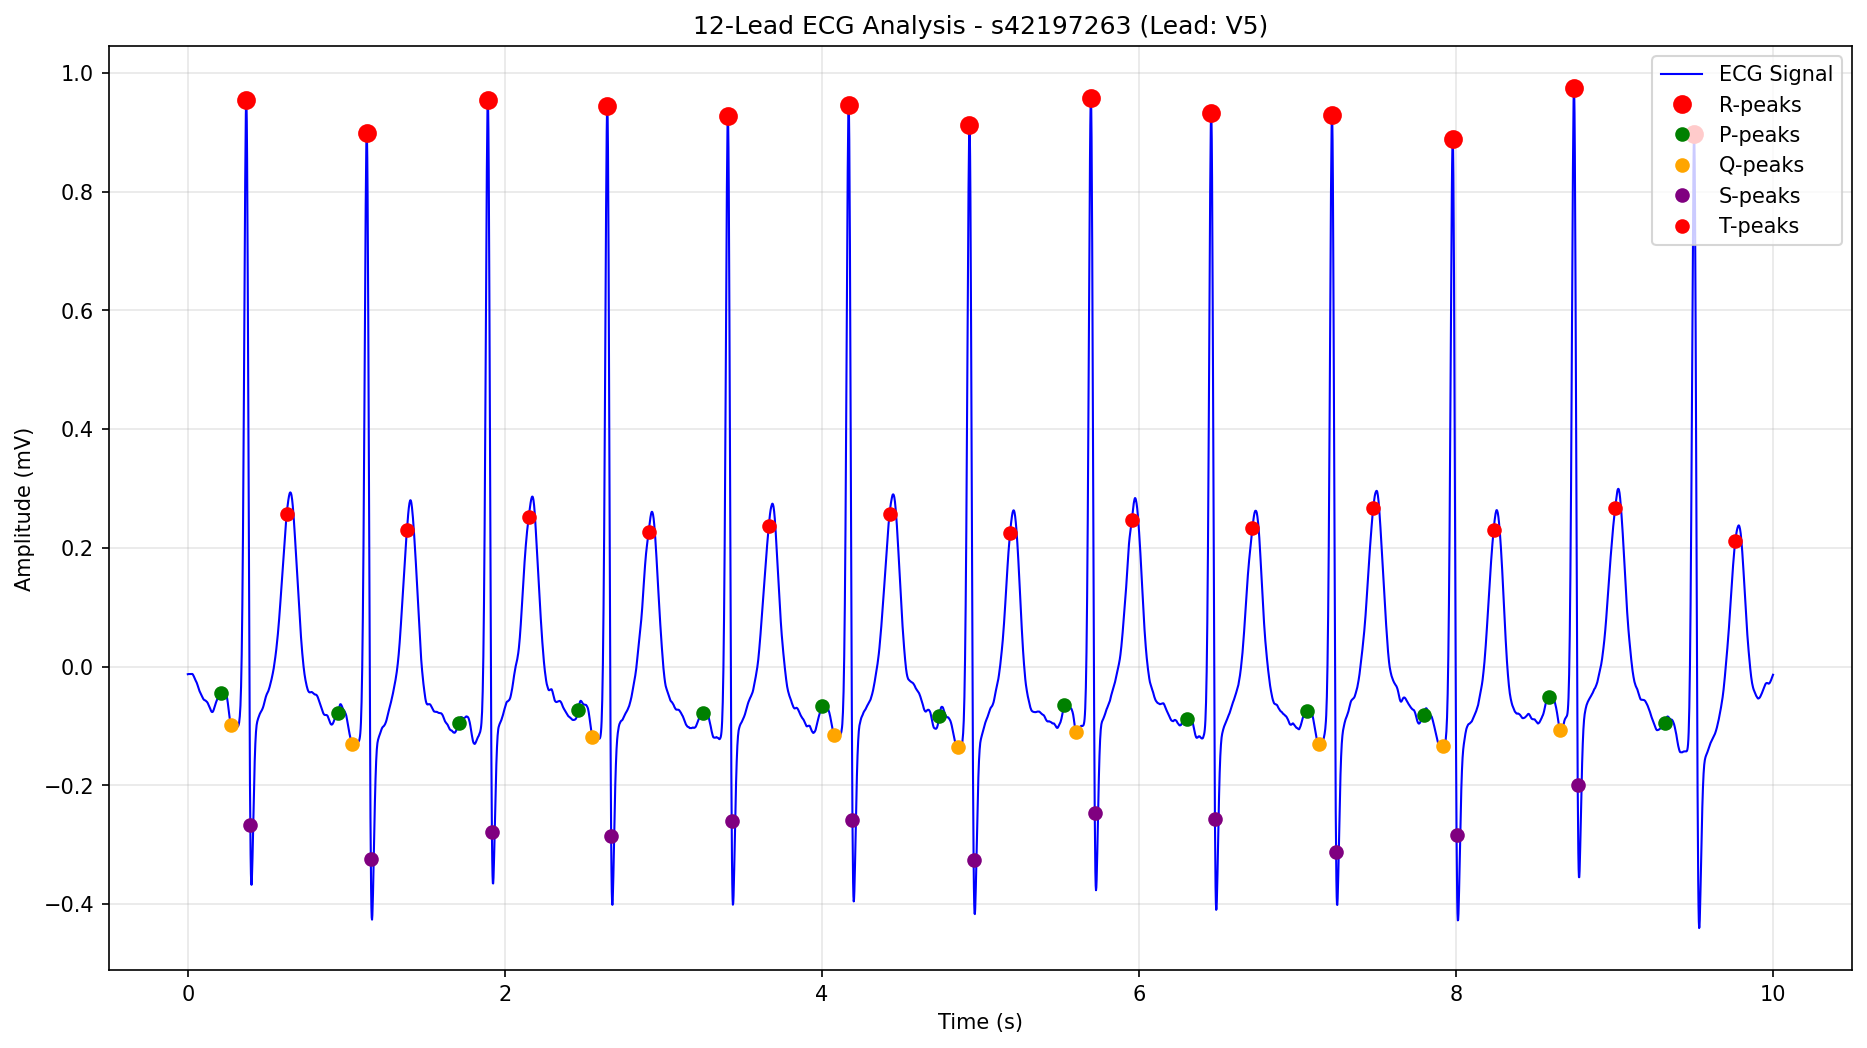 12-Lead ECG Analysis - s42197263 (Lead: V5)
ECG Signal
R-peaks
P-peaks
Q-peaks
S-peaks
T-peaks
Amplitude (mV)
1.0
0.8
0.6
0.4
0.2
0.0
−0.2
−0.4
0 2 4 6 8 10
Time (s)